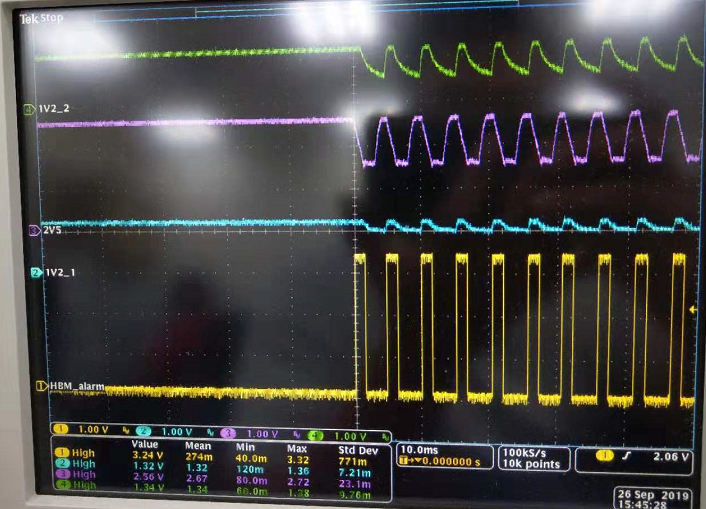 Tek Stop
1V2_2
2V5
1V2_1
HBM_alarm
1 1.00 V 2 1.00 V 3 1.00 V 4 1.00 V
10.0ms
T→▼0.000000 s
100kS/s
10k points
1 2.06 V
Value Mean Min Max Std Dev
1 High 3.24 V 274m 40.0m 3.32 771m
2 High 1.32 V 1.32 120m 1.36 7.21m
3 High 2.56 V 2.67 80.0m 2.72 23.1m
4 High 1.34 V 1.34 60.0m 1.38 9.76m
26 Sep 2019
15:45:28